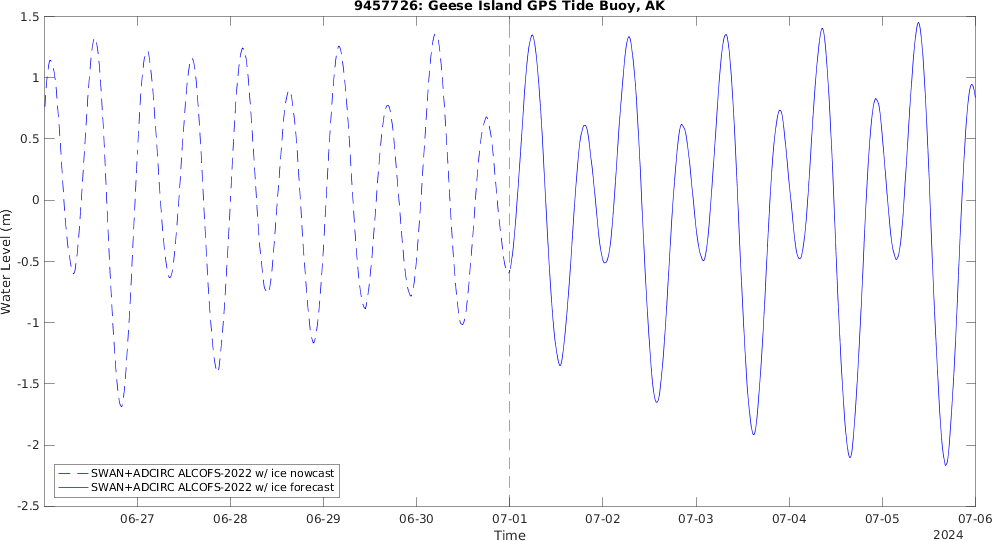 9457726: Geese Island GPS Tide Buoy, AK
1.5
1
0.5
0
-0.5
-1
-1.5
-2
-2.5
Water Level (m)
SWAN+ADCIRC ALCOFS-2022 w/ ice nowcast
SWAN+ADCIRC ALCOFS-2022 w/ ice forecast
06-27 06-28 06-29 06-30 07-01 07-02 07-03 07-04 07-05 07-06
Time
2024